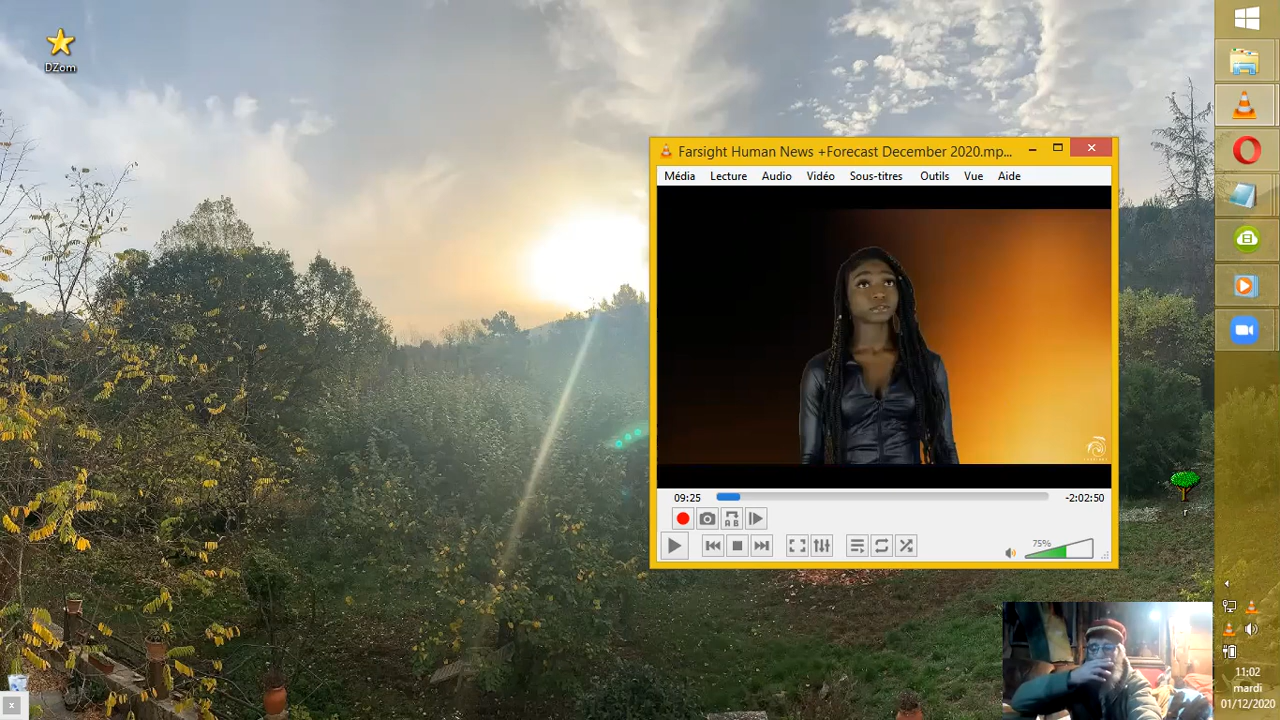 DZom
Farsight Human News +Forecast December 2020.mp...
Média Lecture Audio Vidéo Sous-titres Outils Vue Aide
09:25
-2:02:50
A B
75%
r
11:02
mardi
01/12/2020